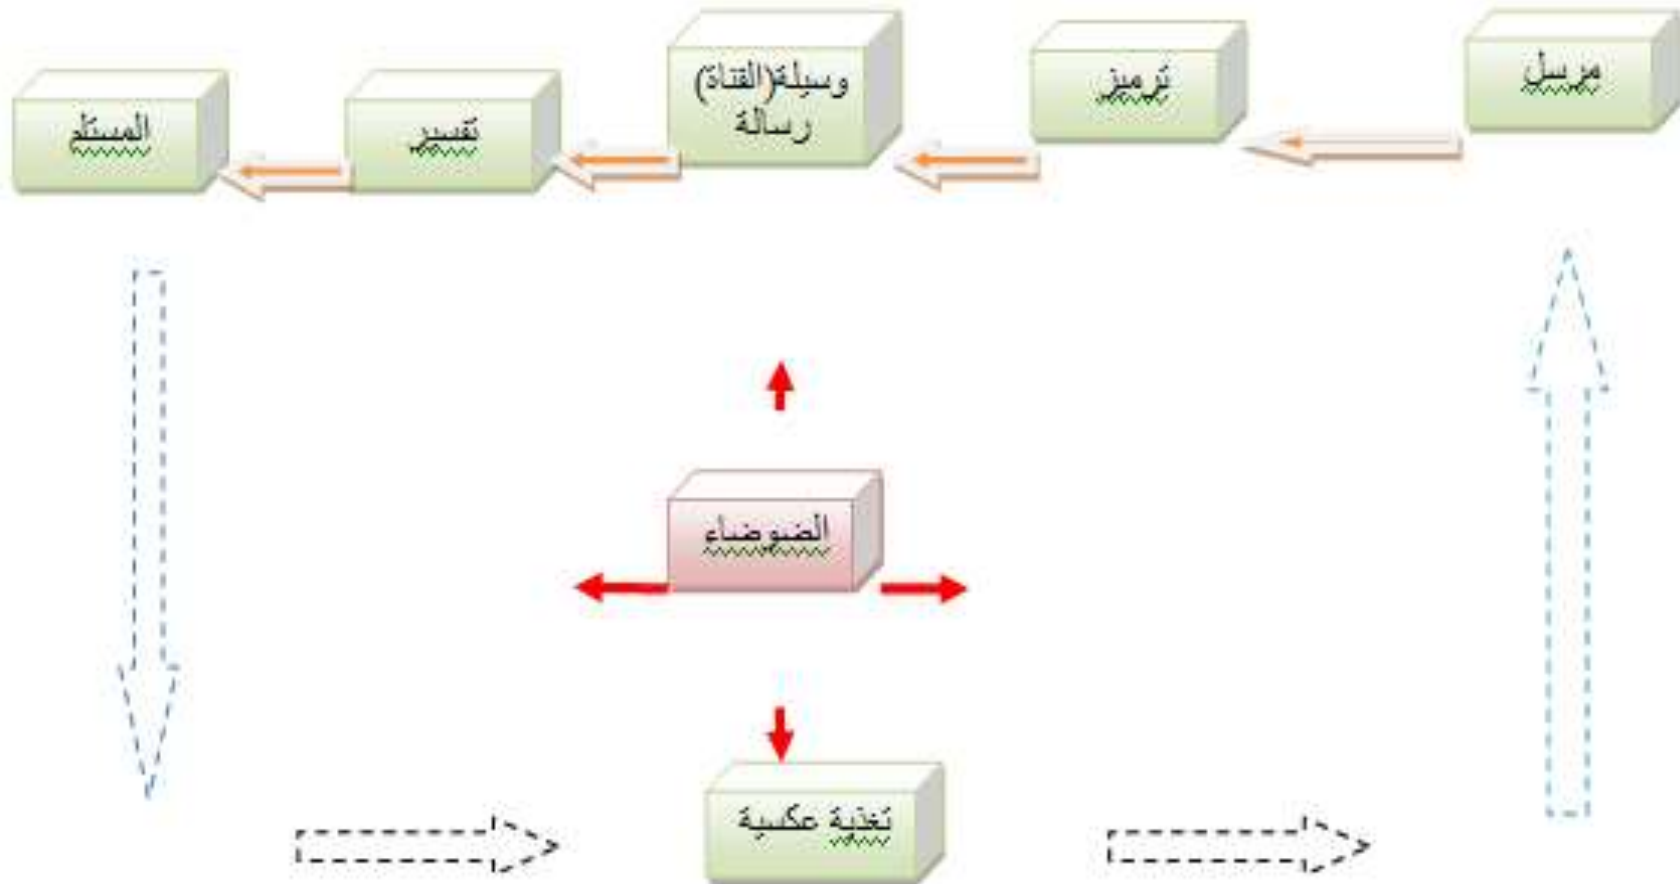 مرسل
ترميز
وسيلة(القناة)
رسالة
تفسير
المستلم
الضوضاء
تغذية عكسية